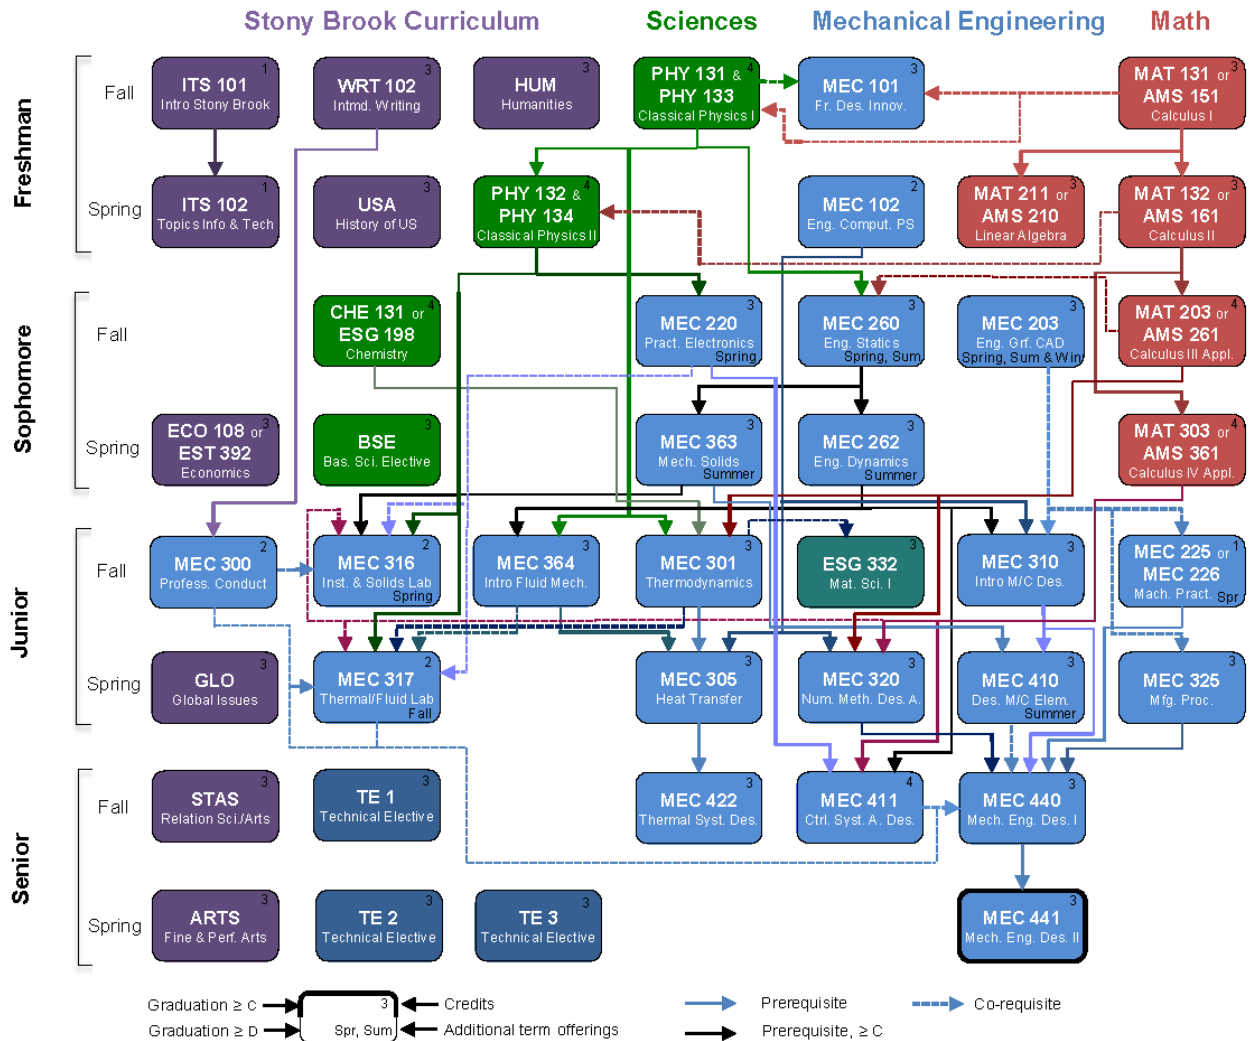 Stony Brook Curriculum
Sciences
Mechanical Engineering
Math
Freshman
Fall
1
ITS 101
Intro Stony Brook
3
WRT 102
Intmd. Writing
3
HUM
Humanities
4
PHY 131 &
PHY 133
Classical Physics I
3
MEC 101
Fr. Des. Innov.
3
MAT 131 or
AMS 151
Calculus I
Spring
1
ITS 102
Topics Info & Tech
3
USA
History of US
4
PHY 132 &
PHY 134
Classical Physics II
2
MEC 102
Eng. Comput. PS
3
MAT 211 or
AMS 210
Linear Algebra
3
MAT 132 or
AMS 161
Calculus II
Sophomore
Fall
4
CHE 131 or
ESG 198
Chemistry
3
MEC 220
Pract. Electronics
Spring
3
MEC 260
Eng. Statics
Spring, Sum
3
MEC 203
Eng. Grf. CAD
Spring, Sum & Win
4
MAT 203 or
AMS 261
Calculus III Appl.
Spring
3
ECO 108 or
EST 392
Economics
3
BSE
Bas. Sci. Elective
3
MEC 363
Mech. Solids
Summer
3
MEC 262
Eng. Dynamics
Summer
4
MAT 303 or
AMS 361
Calculus IV Appl.
Junior
Fall
2
MEC 300
Profess. Conduct
2
MEC 316
Inst. & Solids Lab
Spring
3
MEC 364
Intro Fluid Mech.
3
MEC 301
Thermodynamics
3
ESG 332
Mat. Sci. I
3
MEC 310
Intro M/C Des.
1
MEC 225 or
MEC 226
Mach. Pract.
Spr
Spring
3
GLO
Global Issues
2
MEC 317
Thermal/Fluid Lab
Fall
3
MEC 305
Heat Transfer
3
MEC 320
Num. Meth. Des. A.
3
MEC 410
Des. M/C Elem.
Summer
3
MEC 325
Mfg. Proc.
Senior
Fall
3
STAS
Relation Sci./Arts
3
TE 1
Technical Elective
3
MEC 422
Thermal Syst. Des.
4
MEC 411
Ctrl. Syst. A. Des.
3
MEC 440
Mech. Eng. Des. I
Spring
3
ARTS
Fine & Perf. Arts
3
TE 2
Technical Elective
3
TE 3
Technical Elective
3
MEC 441
Mech. Eng. Des. II
Graduation ≥ C
3
Credits
Prerequisite
Co-requisite
Graduation ≥ D
Spr, Sum
Additional term offerings
Prerequisite, ≥ C